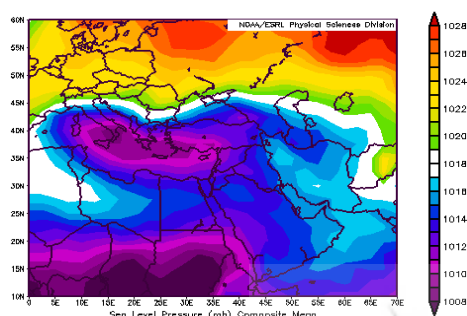 NOAA/ESRL Physical Sciences Division
60N
55N
50N
45N
40N
35N
30N
25N
20N
15N
10N
0 5E 10E 15E 20E 25E 30E 35E 40E 45E 50E 55E 60E 65E 70E
Sea Level Pressure (mb) Composite Mean
1028
1026
1024
1022
1020
1018
1016
1014
1012
1010
1008